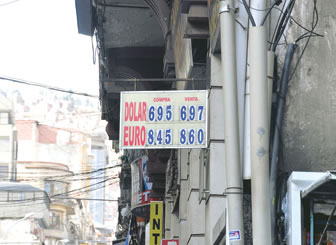 COMPRA VENTA
DOLAR 6,95 6,97
EURO 8,45 8,60
INT